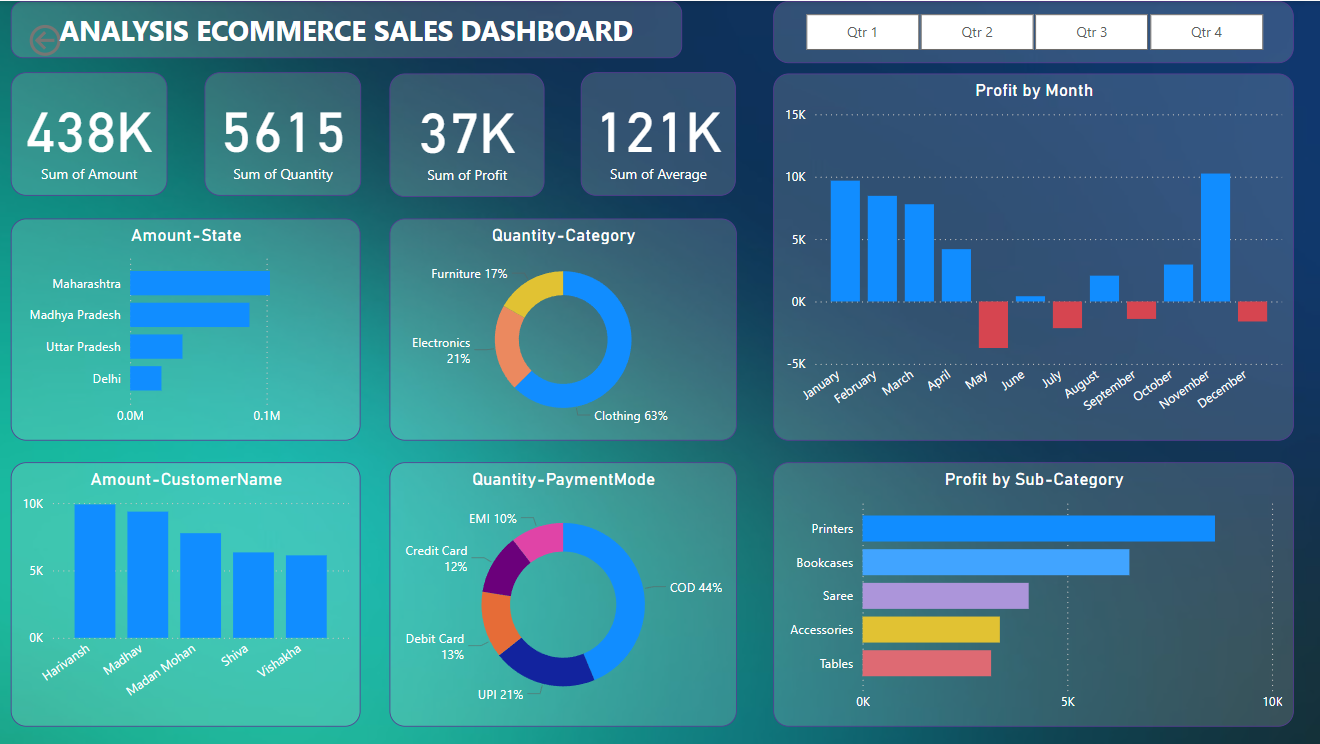 ANALYSIS ECOMMERCE SALES DASHBOARD
Qtr 1
Qtr 2
Qtr 3
Qtr 4
438K
Sum of Amount
5615
Sum of Quantity
37K
Sum of Profit
121K
Sum of Average
Profit by Month
15K
10K
5K
0K
-5K
January
February
March
April
May
June
July
August
September
October
November
December
Amount-State
Maharashtra
Madhya Pradesh
Uttar Pradesh
Delhi
0.0M
0.1M
Quantity-Category
Furniture 17%
Electronics
21%
Clothing 63%
Amount-CustomerName
10K
5K
0K
Harivansh
Madhav
Madan Mohan
Shiva
Vishakha
Quantity-PaymentMode
EMI 10%
Credit Card
12%
COD 44%
Debit Card
13%
UPI 21%
Profit by Sub-Category
Printers
Bookcases
Saree
Accessories
Tables
0K
5K
10K